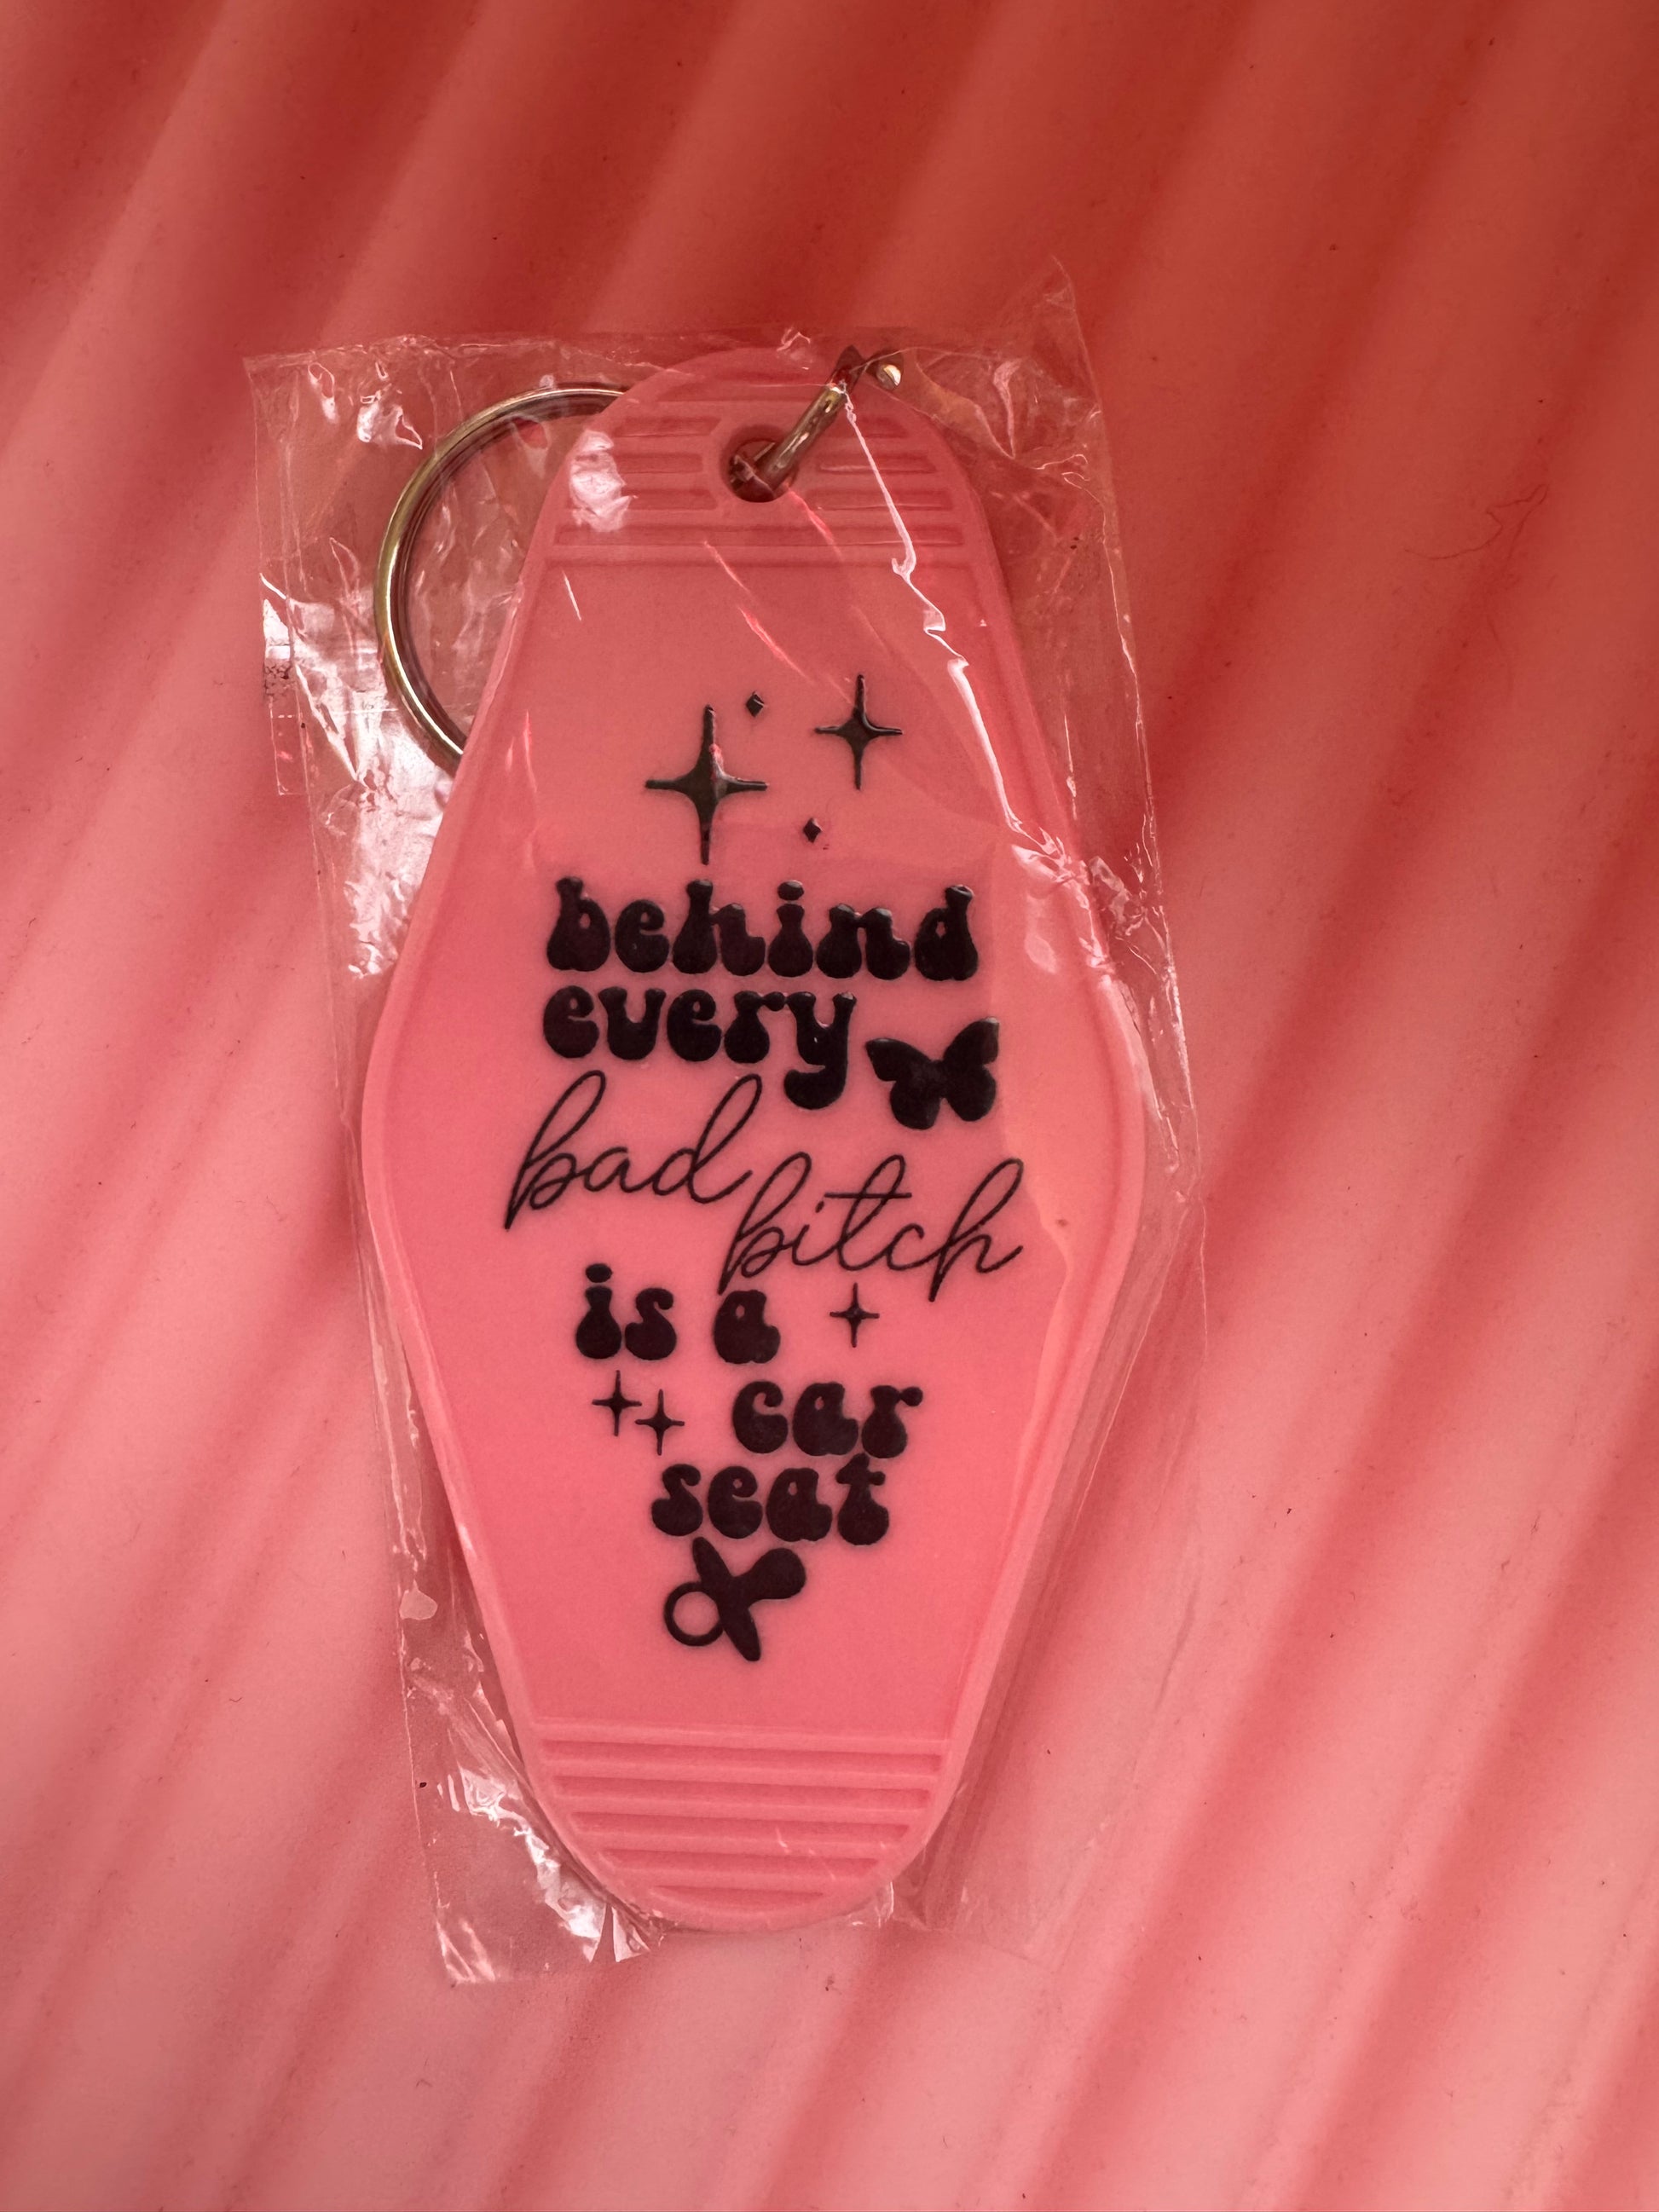 behind
every
bad
bitch
is a
car
seat